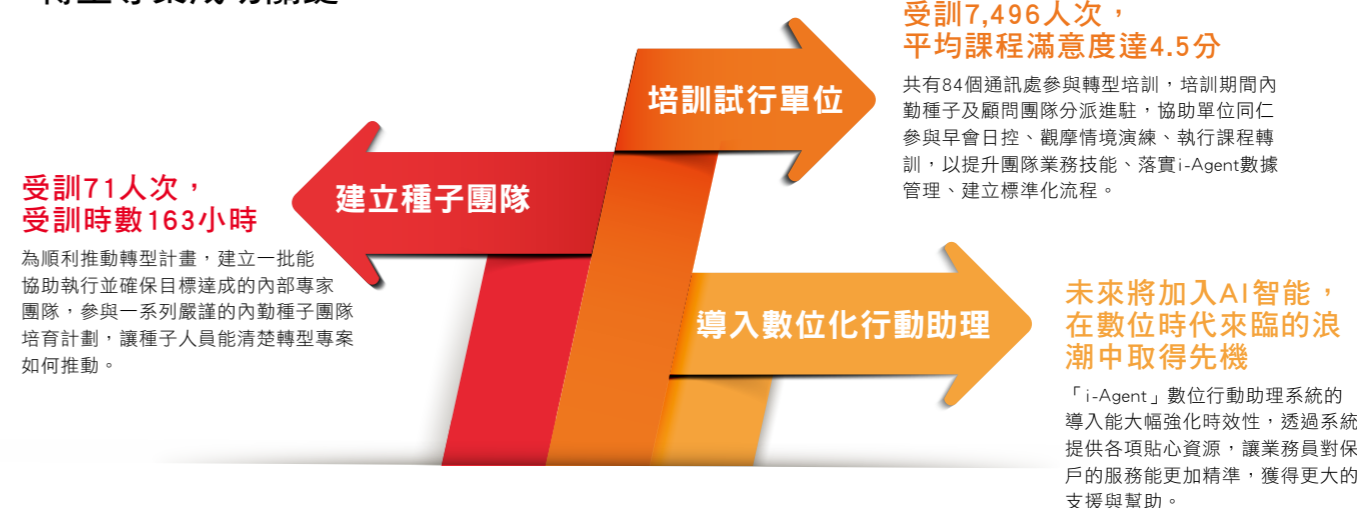 轉型專案成功關鍵
受訓7,496人次，
平均課程滿意度達4.5分
共有84個通訊處參與轉型培訓，培訓期間內
勤種子及顧問團隊分派進駐，協助單位同仁
參與早會日控、觀摩情境演練、執行課程轉
訓，以提升團隊業務技能、落實i-Agent數據
管理、建立標準化流程。
培訓試行單位
建立種子團隊
受訓71人次，
受訓時數163小時
為順利推動轉型計畫，建立一批能
協助執行並確保目標達成的內部專家
團隊，參與一系列嚴謹的內勤種子團隊
培育計劃，讓種子人員能清楚轉型專案
如何推動。
導入數位化行動助理
未來將加入AI智能，
在數位時代來臨的浪
潮中取得先機
「i-Agent」數位行動助理系統的
導入能大幅強化時效性，透過系統
提供各項貼心資源，讓業務員對保
戶的服務能更加精準，獲得更大的
支援與幫助。